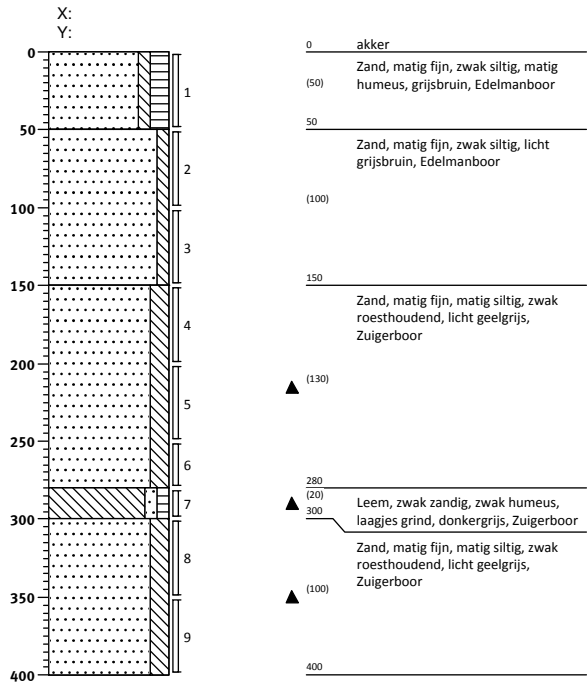 X:
Y:
0
50
100
150
200
250
300
350
400
1
2
3
4
5
6
7
8
9
0 akker
(50) Zand, matig fijn, zwak siltig, matig
humeus, grijsbruin, Edelmanboor
50
Zand, matig fijn, zwak siltig, licht
grijsbruin, Edelmanboor
(100)
150
Zand, matig fijn, matig siltig, zwak
roesthoudend, licht geelgrijs,
Zuigerboor
(130)
280
(20) Leem, zwak zandig, zwak humeus,
300 laagjes grind, donkergrijs, Zuigerboor
Zand, matig fijn, matig siltig, zwak
roesthoudend, licht geelgrijs,
(100) Zuigerboor
400